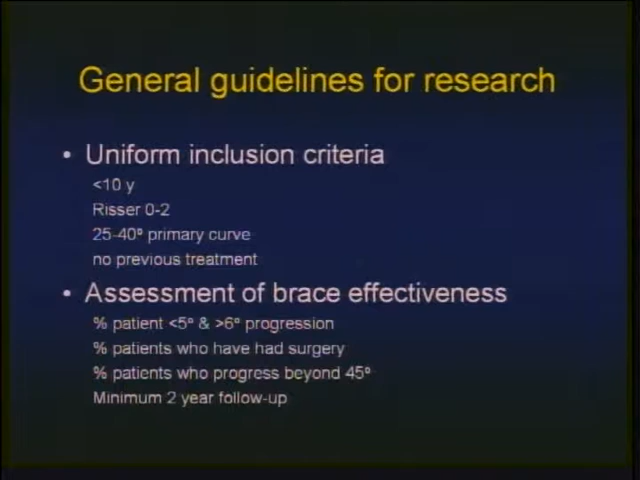 General guidelines for research
• Uniform inclusion criteria
<10 y
Risser 0-2
25-40º primary curve
no previous treatment
• Assessment of brace effectiveness
% patient <5º & >6º progression
% patients who have had surgery
% patients who progress beyond 45º
Minimum 2 year follow-up